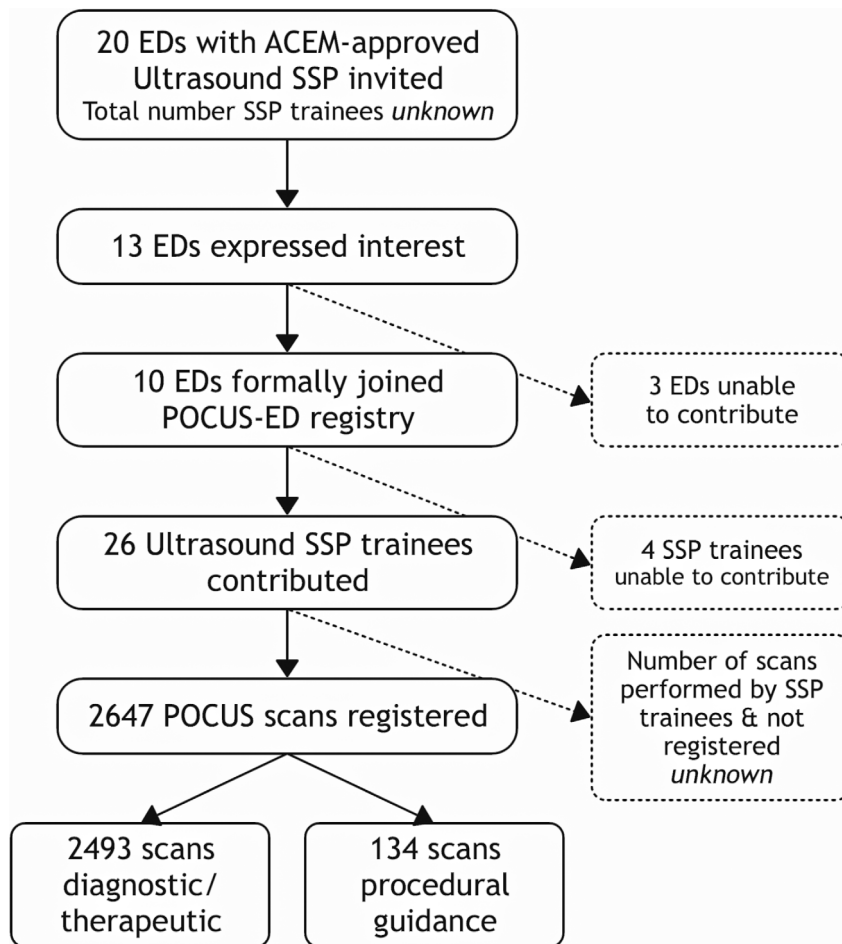 20 EDs with ACEM-approved
Ultrasound SSP invited
Total number SSP trainees unknown
13 EDs expressed interest
10 EDs formally joined
POCUS-ED registry
3 EDs unable
to contribute
26 Ultrasound SSP trainees
contributed
4 SSP trainees
unable to contribute
2647 POCUS scans registered
Number of scans
performed by SSP
trainees & not
registered
unknown
2493 scans
diagnostic/
therapeutic
134 scans
procedural
guidance